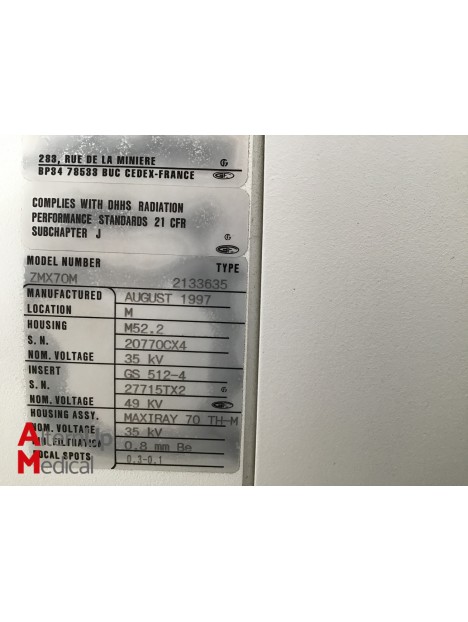 283, RUE DE LA MINIERE
BP34 78533 BUC CEDEX-FRANCE
COMPLIES WITH DHHS RADIATION
PERFORMANCE STANDARDS 21 CFR
SUBCHAPTER J
MODEL NUMBER TYPE
ZMX70M 2133635
MANUFACTURED AUGUST 1997
LOCATION M
HOUSING M52.2
S.N. 20770CX4
NOM. VOLTAGE 35 kV
INSERT GS 512-4
S.N. 27715TX2
NOM. VOLTAGE 49 KV
HOUSING ASSY. MAXIRAY 70 TH-M
NOM. VOLTAGE 35 kV
0.8 mm Be
FOCAL SPOTS 0.3-0.1
Medical